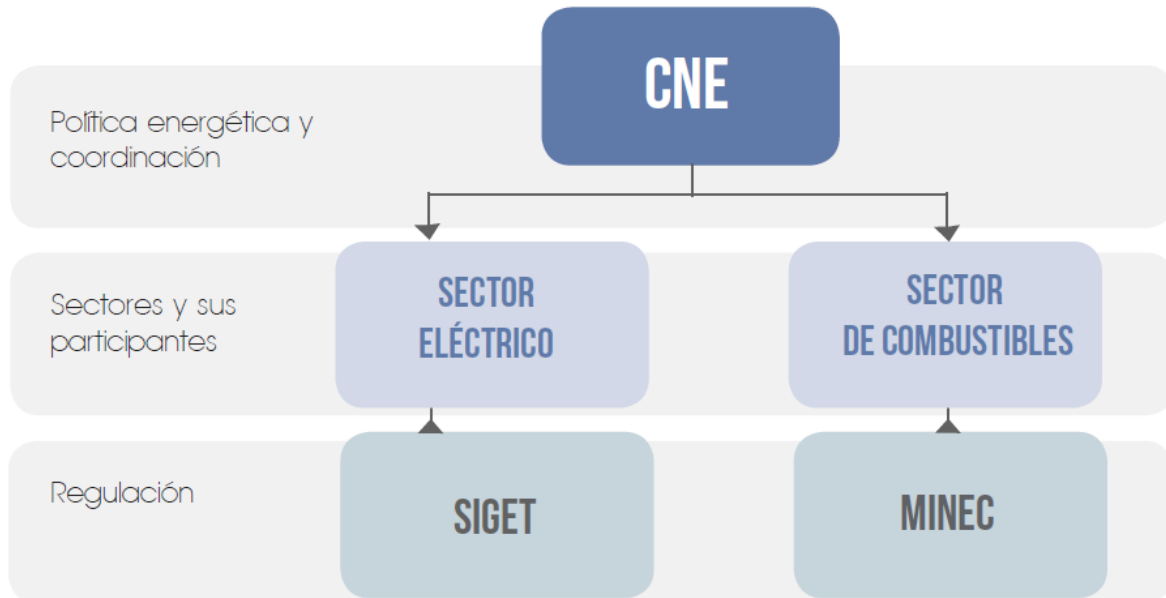 CNE
Política energética y
coordinación
Sectores y sus
participantes
SECTOR
ELÉCTRICO
SECTOR
DE COMBUSTIBLES
Regulación
SIGET
MINEC